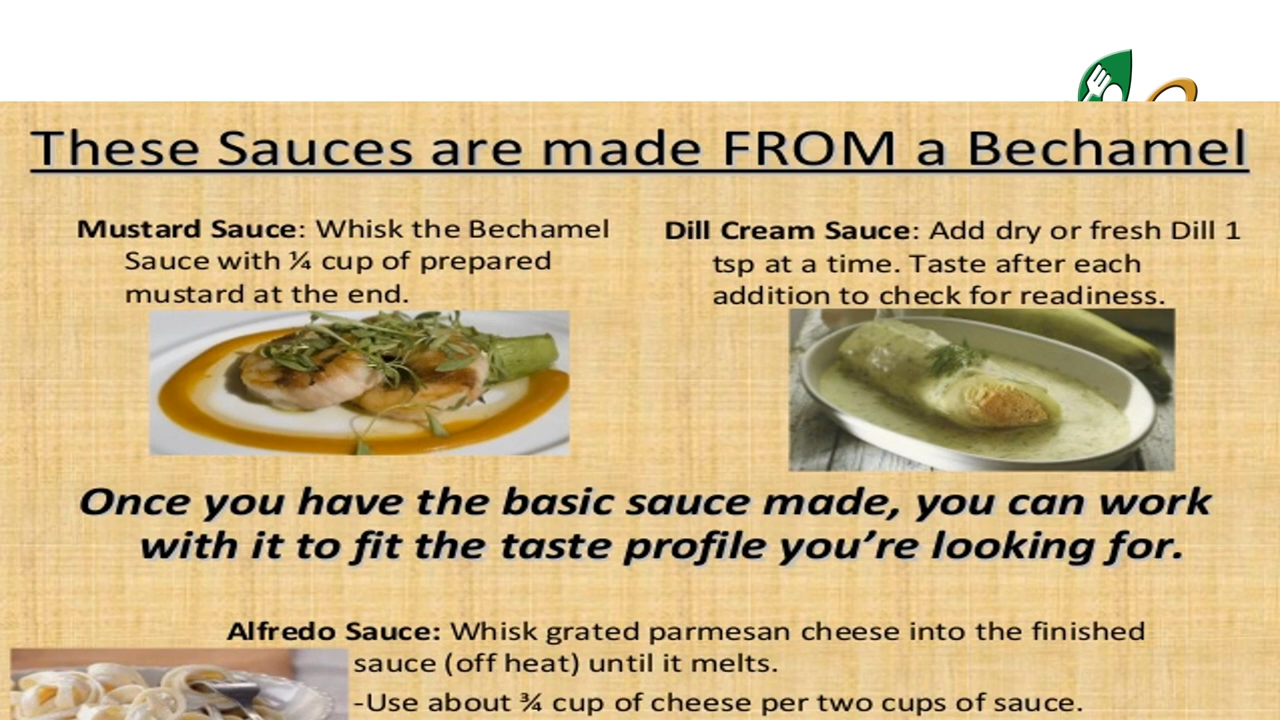 These Sauces are made FROM a Bechamel
Mustard Sauce: Whisk the Bechamel
Sauce with ¼ cup of prepared
mustard at the end.
Dill Cream Sauce: Add dry or fresh Dill 1
tsp at a time. Taste after each
addition to check for readiness.
Once you have the basic sauce made, you can work
with it to fit the taste profile you’re looking for.
Alfredo Sauce: Whisk grated parmesan cheese into the finished
sauce (off heat) until it melts.
-Use about ¾ cup of cheese per two cups of sauce.